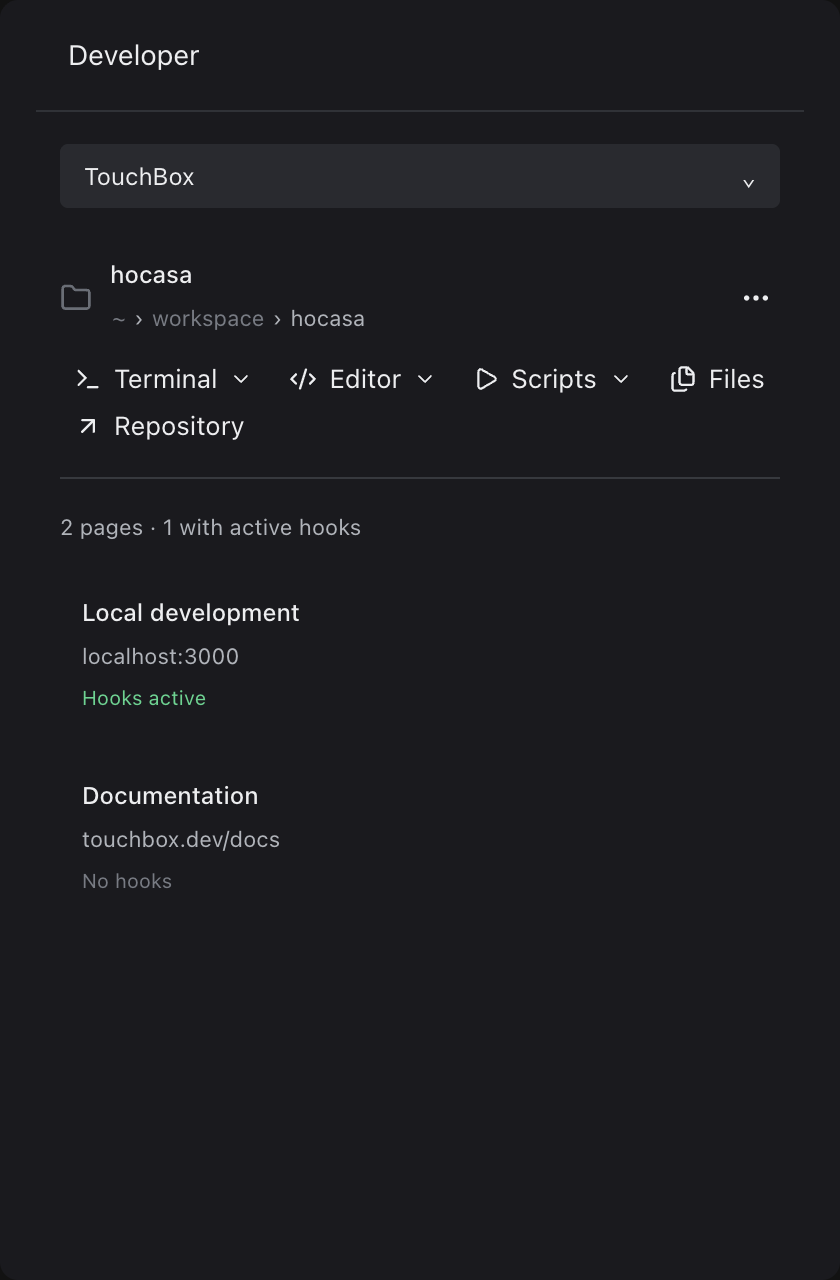 Developer
TouchBox
hocasa
~ › workspace › hocasa
Terminal Editor Scripts Files
Repository
2 pages · 1 with active hooks
Local development
localhost:3000
Hooks active
Documentation
touchbox.dev/docs
No hooks